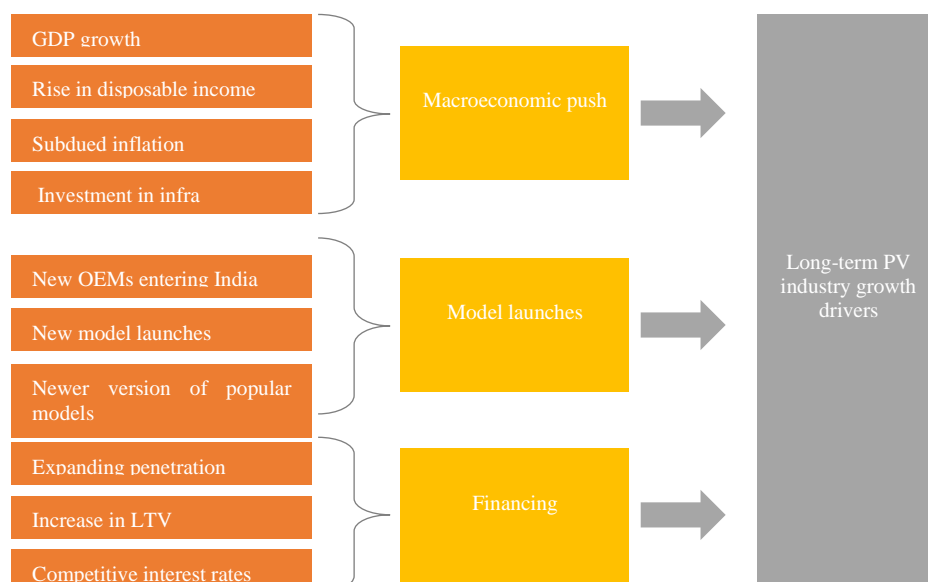 GDP growth
Rise in disposable income
Subdued inflation
Investment in infra
Macroeconomic push
New OEMs entering India
New model launches
Newer version of popular
models
Model launches
Expanding penetration
Increase in LTV
Competitive interest rates
Financing
Long-term PV
industry growth
drivers